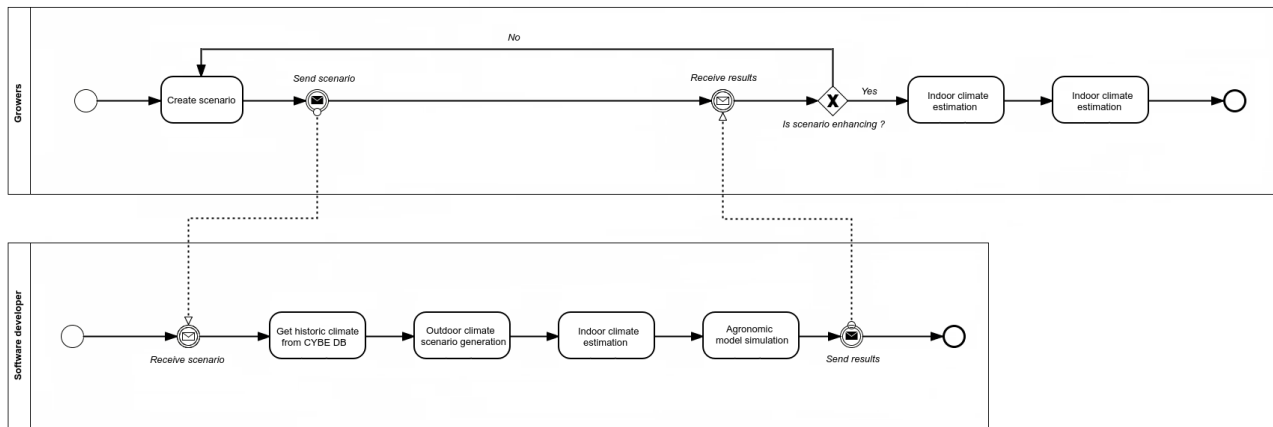 Growers
No
Send scenario
Receive results
Create scenario
Yes
Is scenario enhancing ?
Indoor climate
estimation
Indoor climate
estimation
Software developer
Receive scenario
Get historic climate
from CYBE DB
Outdoor climate
scenario generation
Indoor climate
estimation
Agronomic
model simulation
Send results